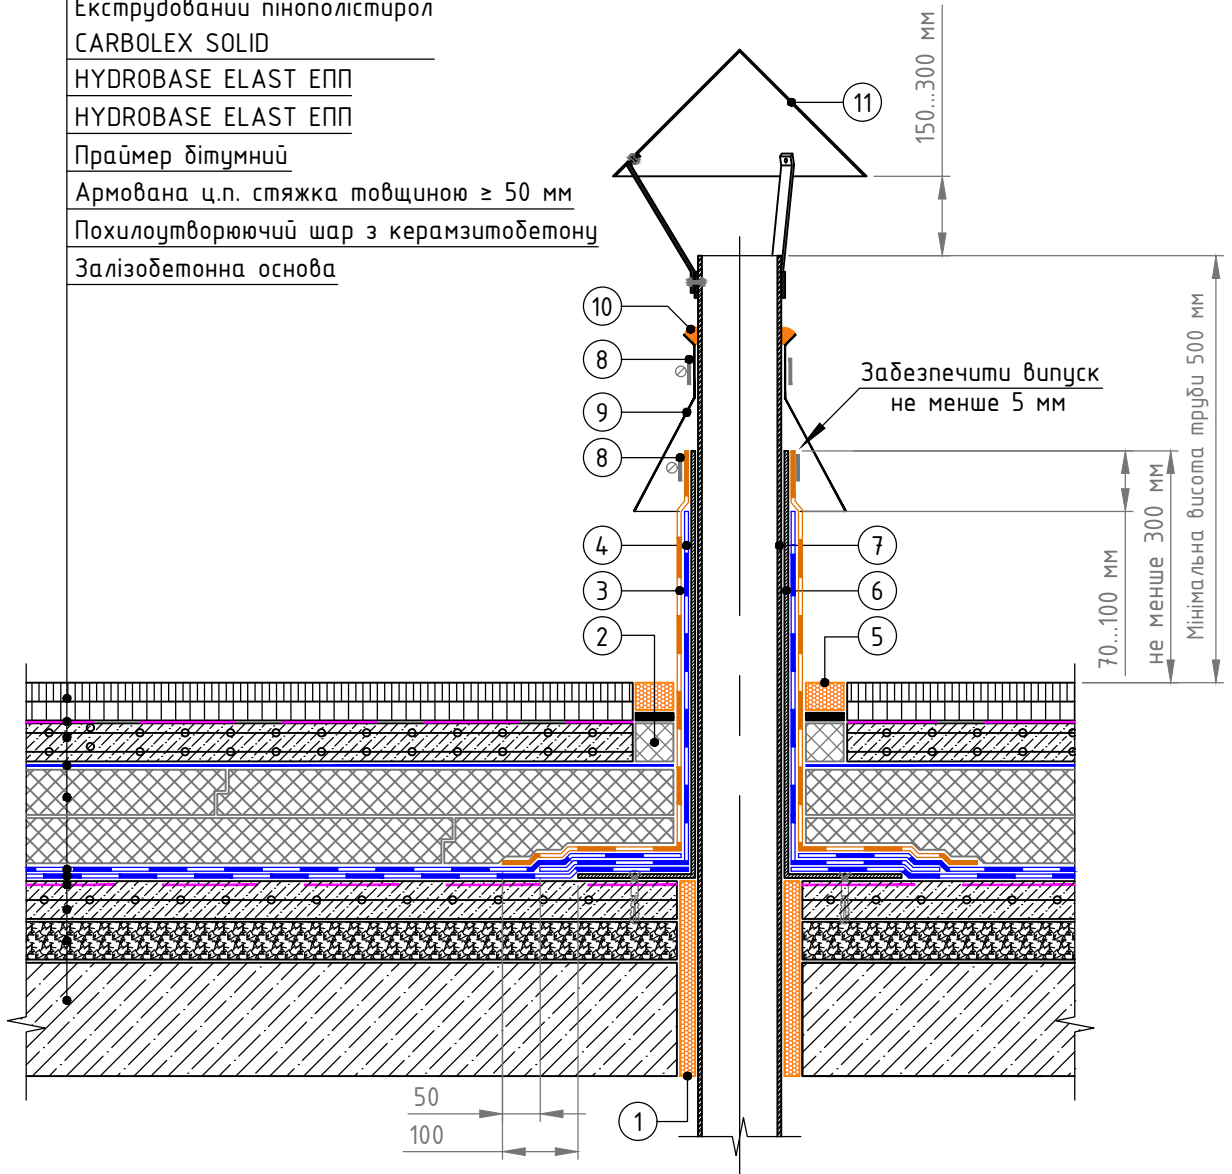 Екструдований пінополістирол
CARBOLEX SOLID
HYDROBASE ELAST ЕПП
HYDROBASE ELAST ЕПП
Праймер бітумний
Армована ц.п. стяжка товщиною ≥ 50 мм
Похилоутворюючий шар з керамзитобетону
Залізобетонна основа
11
150...300 мм
10
8
9
8
Забезпечити випуск
не менше 5 мм
4
3
2
7
6
5
70...100 мм
не менше 300 мм
Мінімальна висота труби 500 мм
50
100
1